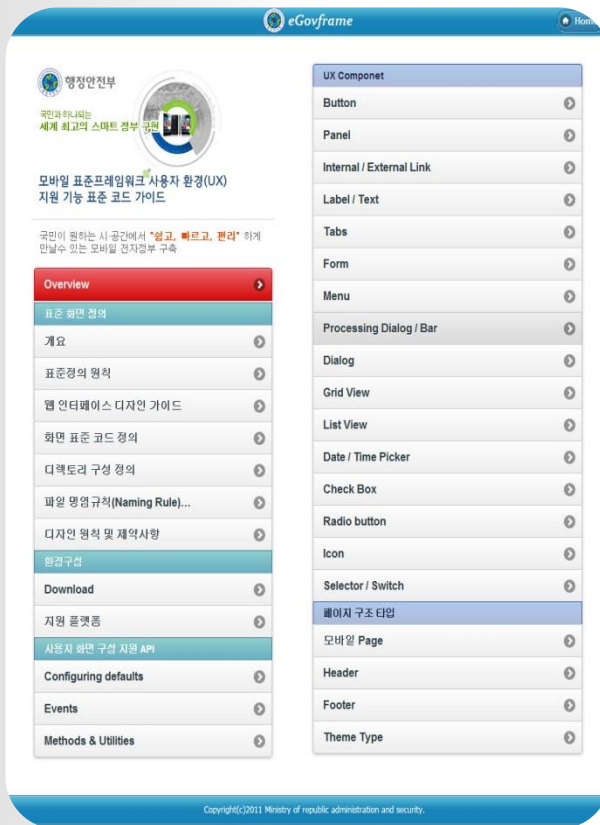 eGovframe
Home
행정안전부
국민과 하나되는
세계 최고의 스마트 정부 구현
모바일 표준프레임워크 사용자 환경(UX)
지원 기능 표준 코드 가이드
국민이 원하는 시·공간에서 "쉽고, 빠르고, 편리" 하게
만날수 있는 모바일 전자정부 구축
Overview
표준 화면 정의
개요
표준정의 원칙
웹 인터페이스 디자인 가이드
화면 표준 코드 정의
디렉토리 구성 정의
파일 명명규칙(Naming Rule)...
디자인 원칙 및 제약사항
환경구성
Download
지원 플랫폼
사용자 화면 구성 지원 API
Configuring defaults
Events
Methods & Utilities
UX Componet
Button
Panel
Internal / External Link
Label / Text
Tabs
Form
Menu
Processing Dialog / Bar
Dialog
Grid View
List View
Date / Time Picker
Check Box
Radio button
Icon
Selector / Switch
페이지 구조 타입
모바일 Page
Header
Footer
Theme Type
Copyright(c)2011 Ministry of republic administration and security.